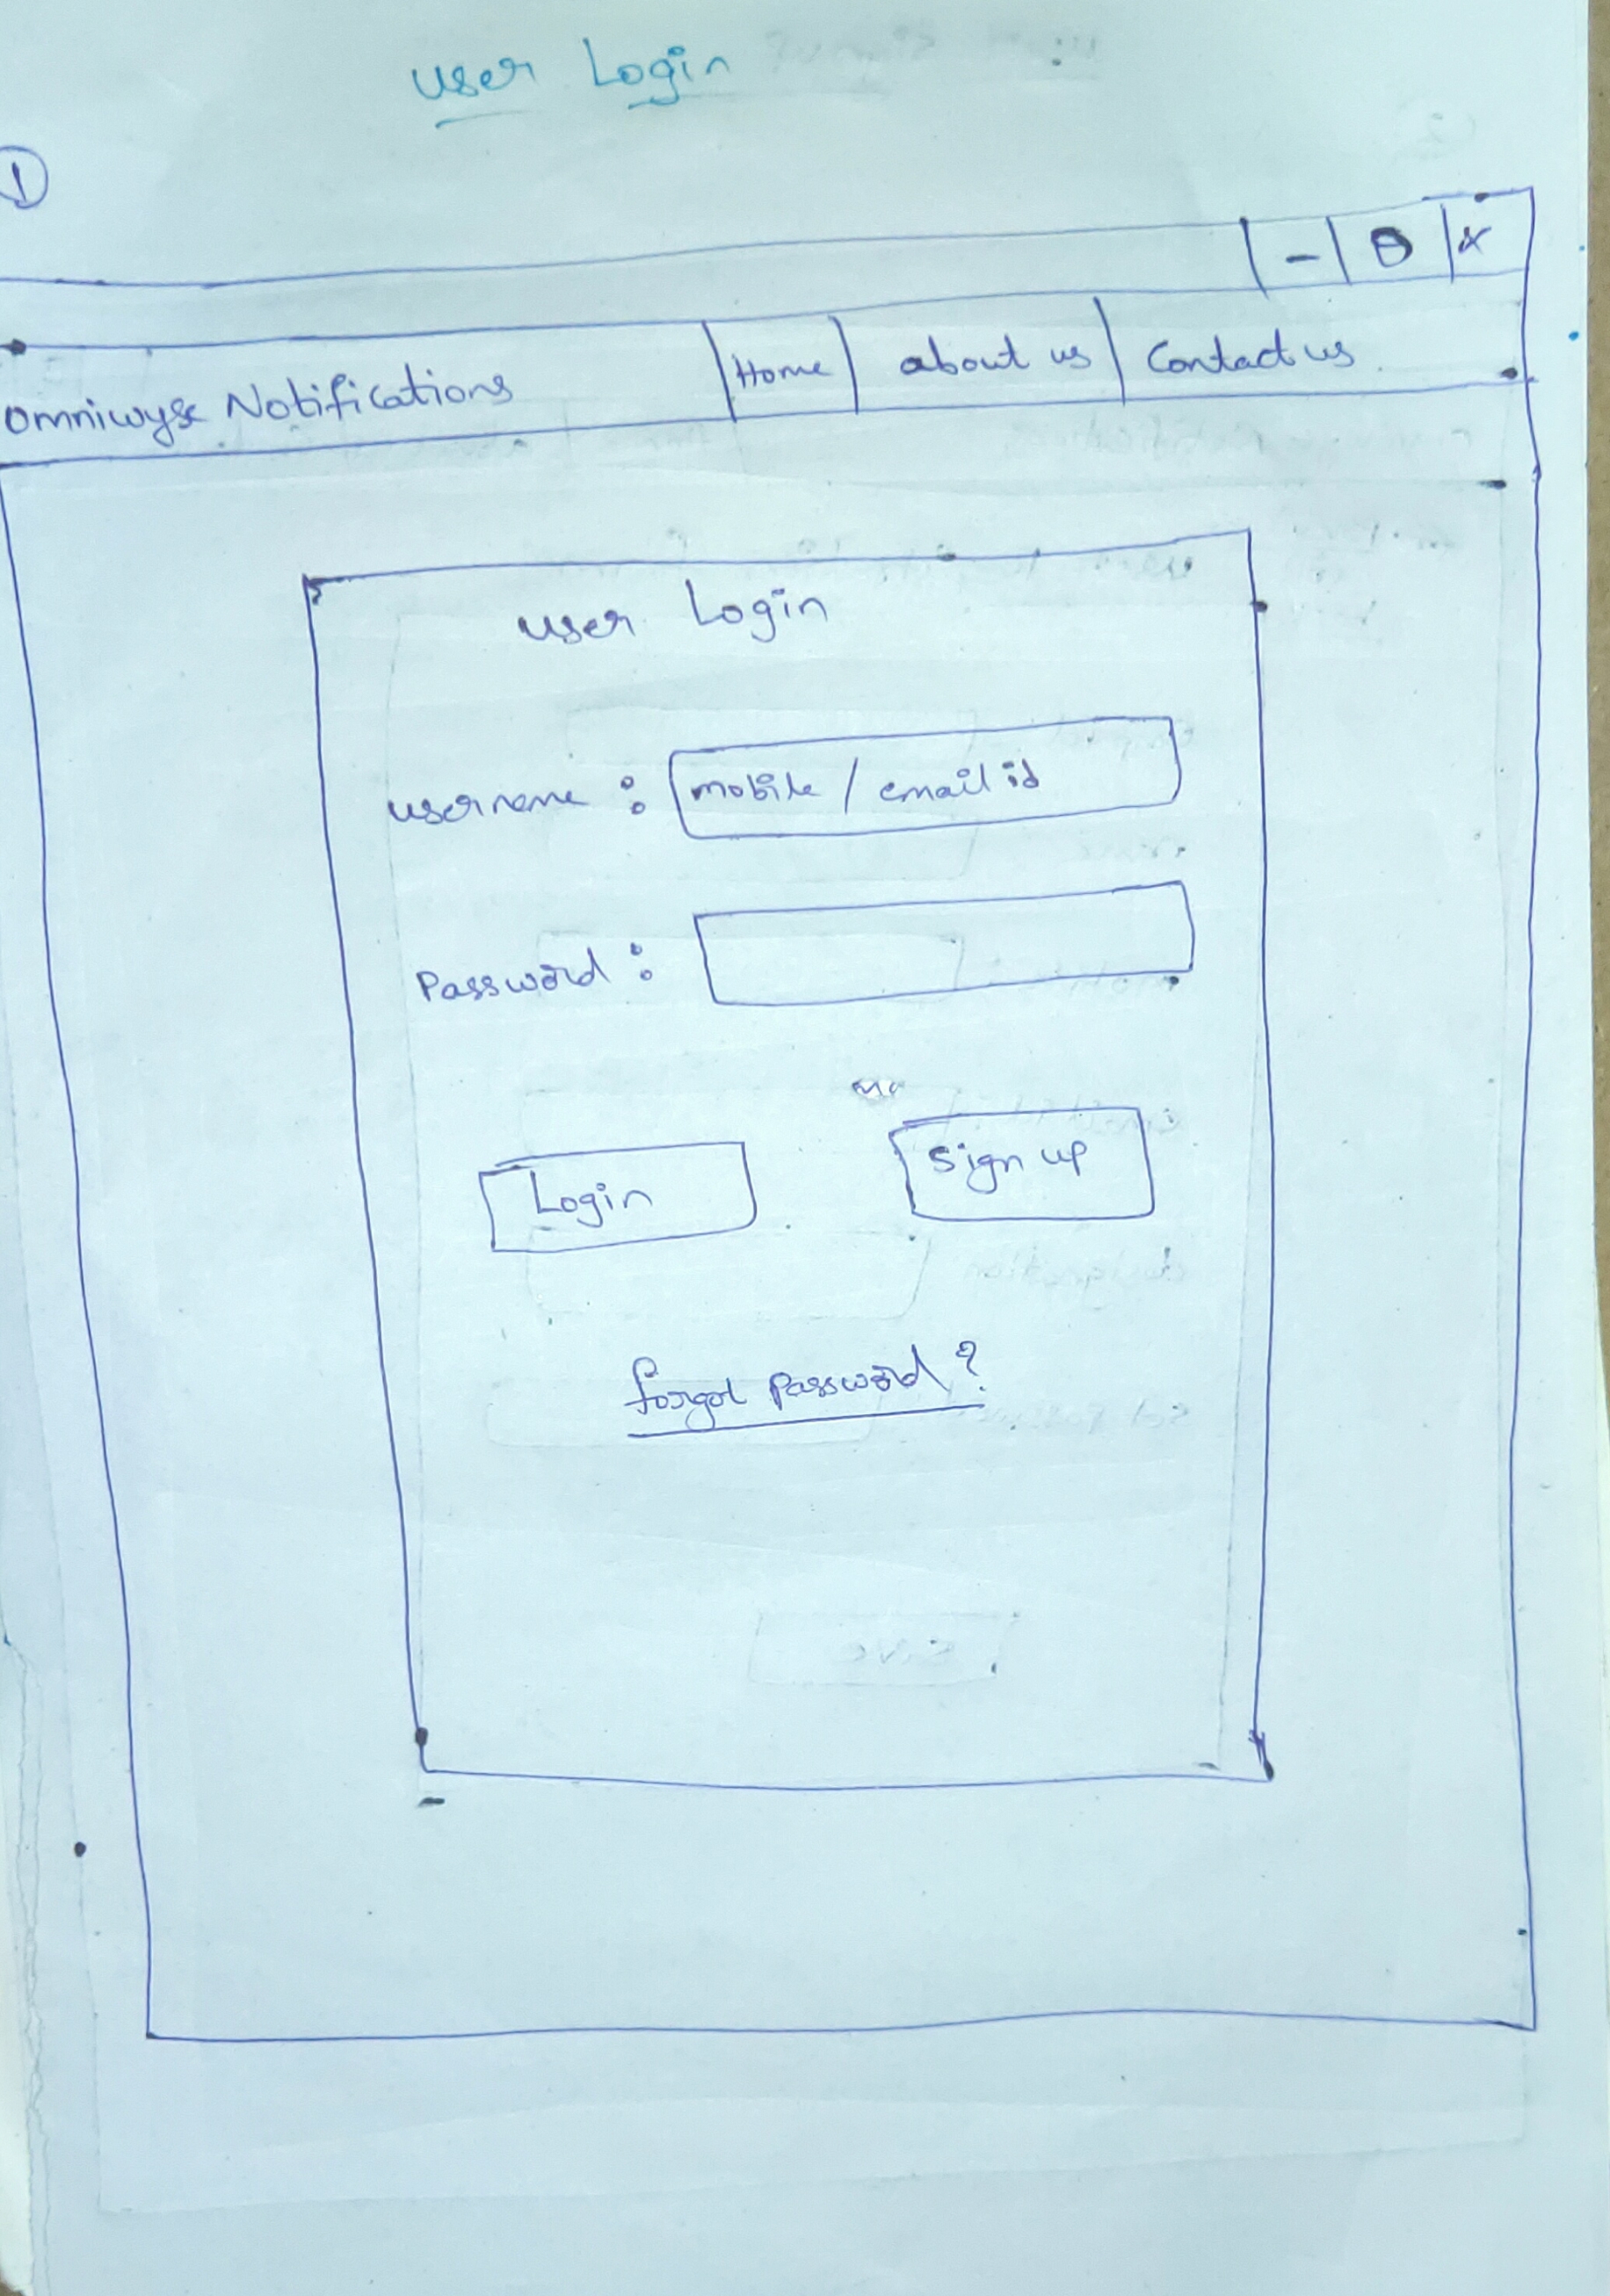 User Login
1
- X
Omniwyse Notifications Home about us Contact us
User Login
Username : mobile / email id
Password :
Login Sign up
forgot Password ?